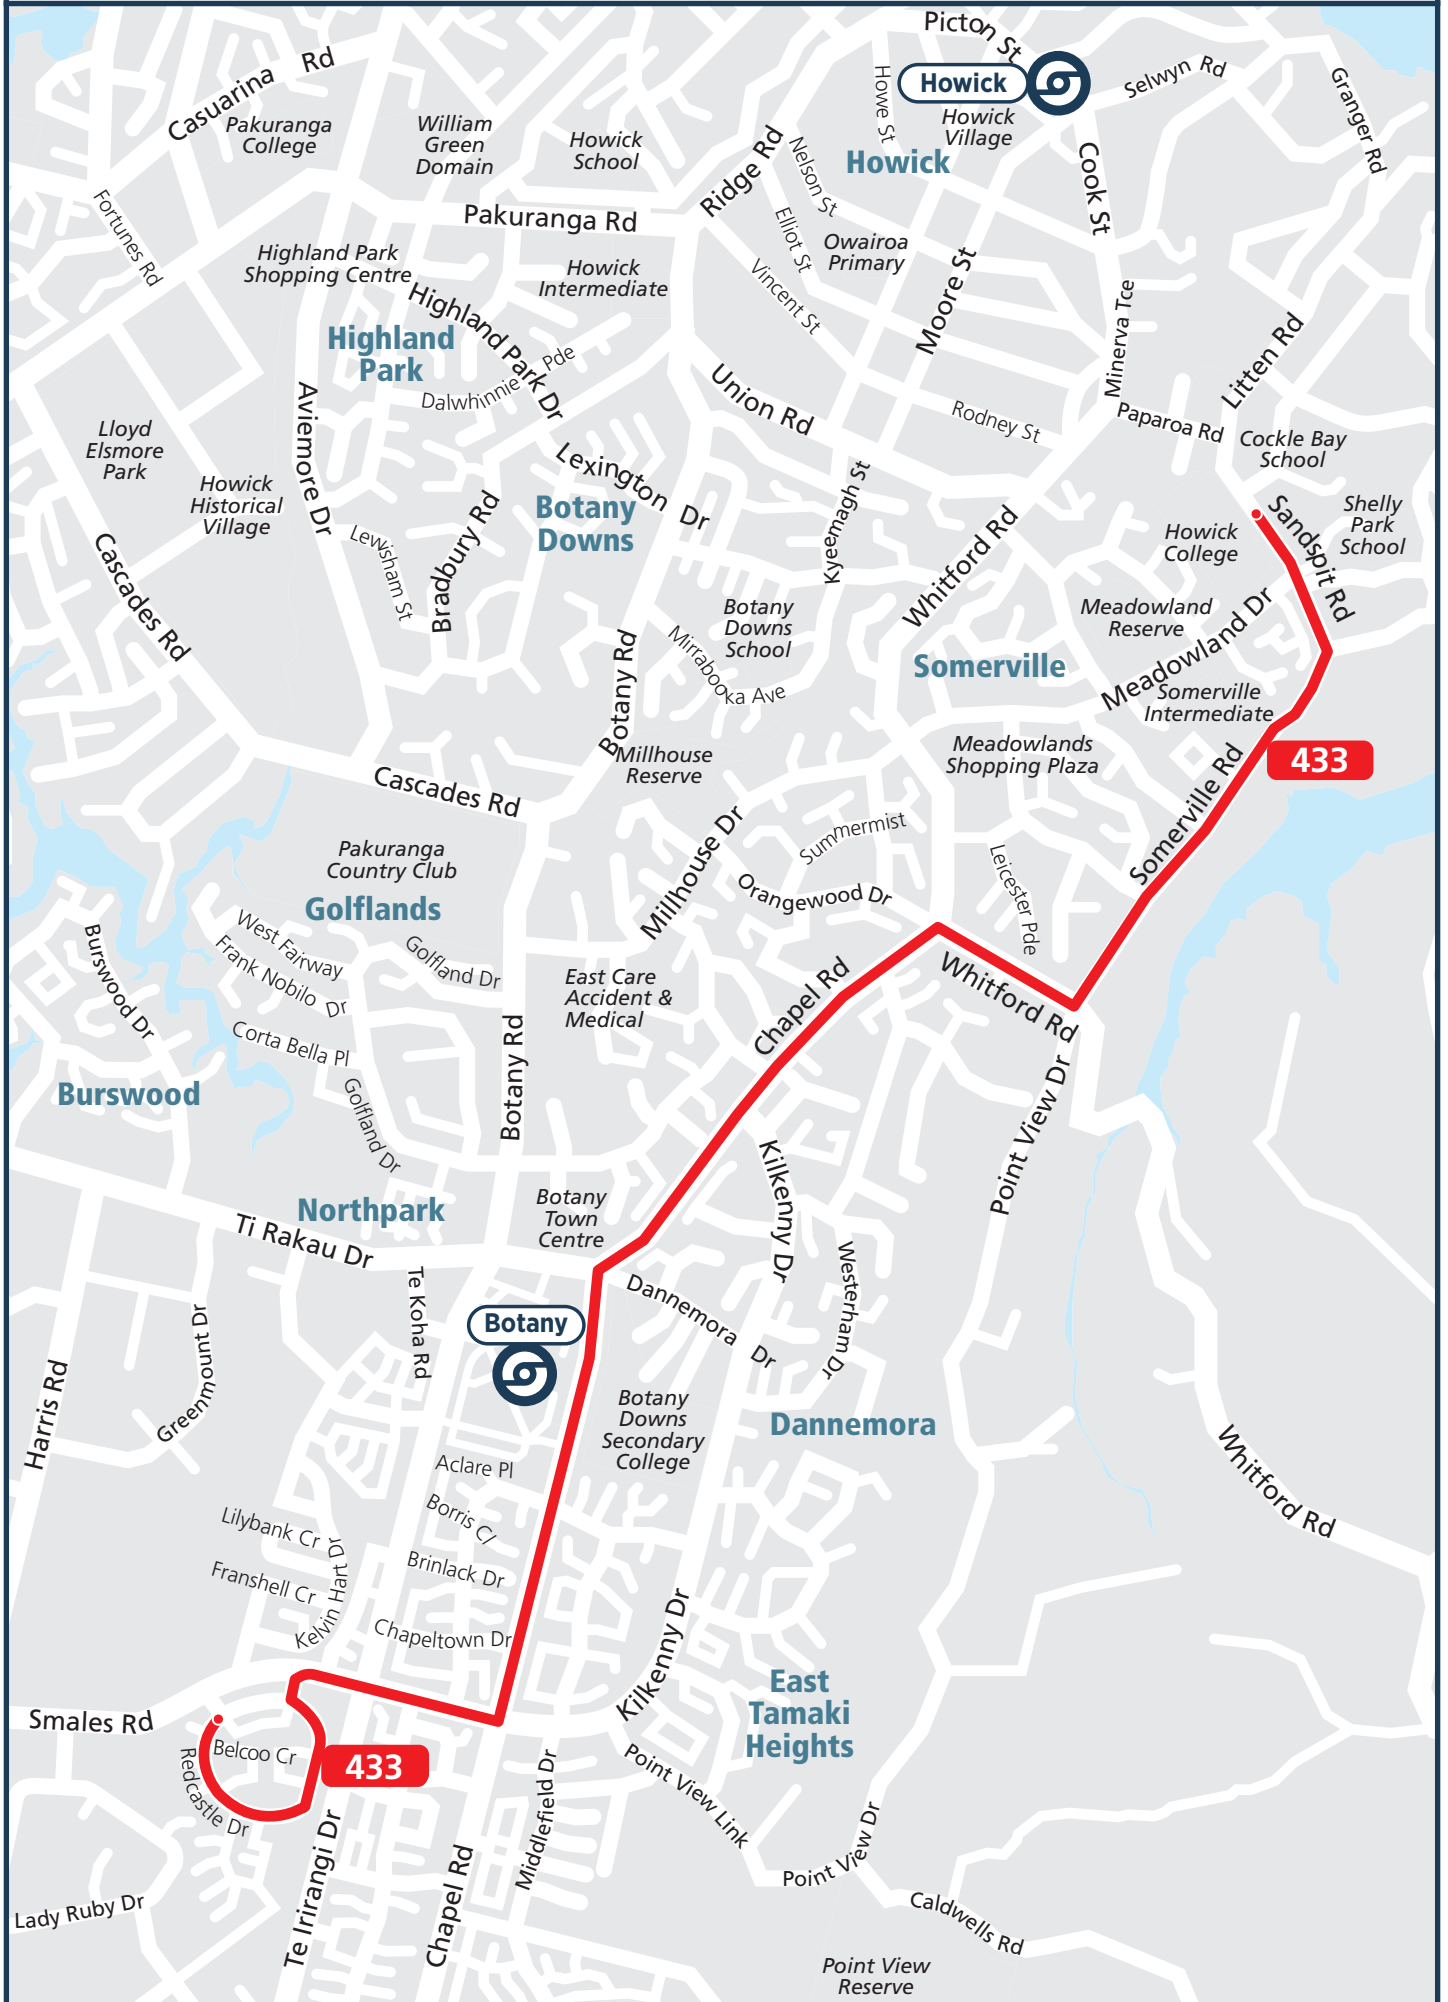 Picton St
Casuarina Rd
Howick
Selwyn Rd
Granger Rd
Howe St
Howick
Village
Pakuranga
College
William
Green
Domain
Howick
School
Ridge Rd
Nelson St
Howick
Cook St
Fortunes Rd
Pakuranga Rd
Elliot St
Owairoa
Primary
Highland Park
Shopping Centre
Howick
Intermediate
Vincent St
Moore St
Minerva Tce
Highland Park Dr
Highland
Park
Dalwhinnie Pde
Litten Rd
Union Rd
Aviemore Dr
Rodney St
Paparoa Rd
Lloyd
Elsmore
Park
Cockle Bay
School
Lexington Dr
Howick
Historical
Village
Botany
Downs
Bradbury Rd
Kyeemagh St
Sandspit Rd
Shelly
Park
School
Lewisham St
Whitford Rd
Howick
College
Cascades Rd
Botany
Downs
School
Meadowland
Reserve
Meadowland Dr
Botany Rd
Mirrabooka Ave
Somerville
Somerville
Intermediate
Millhouse
Reserve
Meadowlands
Shopping Plaza
433
Cascades Rd
Somerville Rd
Millhouse Dr
Summermist
Pakuranga
Country Club
Leicester Pde
Orangewood Dr
Golflands
West Fairway
Frank Nobilo Dr
Golfland Dr
Burswood Dr
East Care
Accident &
Medical
Chapel Rd
Whitford Rd
Corta Bella Pl
Botany Rd
Burswood
Golfland Dr
Point View Dr
Kilkenny Dr
Northpark
Botany
Town
Centre
Ti Rakau Dr
Westerham Dr
Te Koha Rd
Dannemora Dr
Botany
Greenmount Dr
Harris Rd
Botany
Downs
Secondary
College
Dannemora
Whitford Rd
Aclare Pl
Borris Cl
Lilybank Cr
Kelvin Hart Dr
Brinlack Dr
Franshell Cr
Chapeltown Dr
Kilkenny Dr
East
Tamaki
Heights
Smales Rd
Belcoo Cr
433
Redcastle Dr
Point View Link
Middlefield Dr
Te Irirangi Dr
Chapel Rd
Point View Dr
Lady Ruby Dr
Caldwells Rd
Point View
Reserve